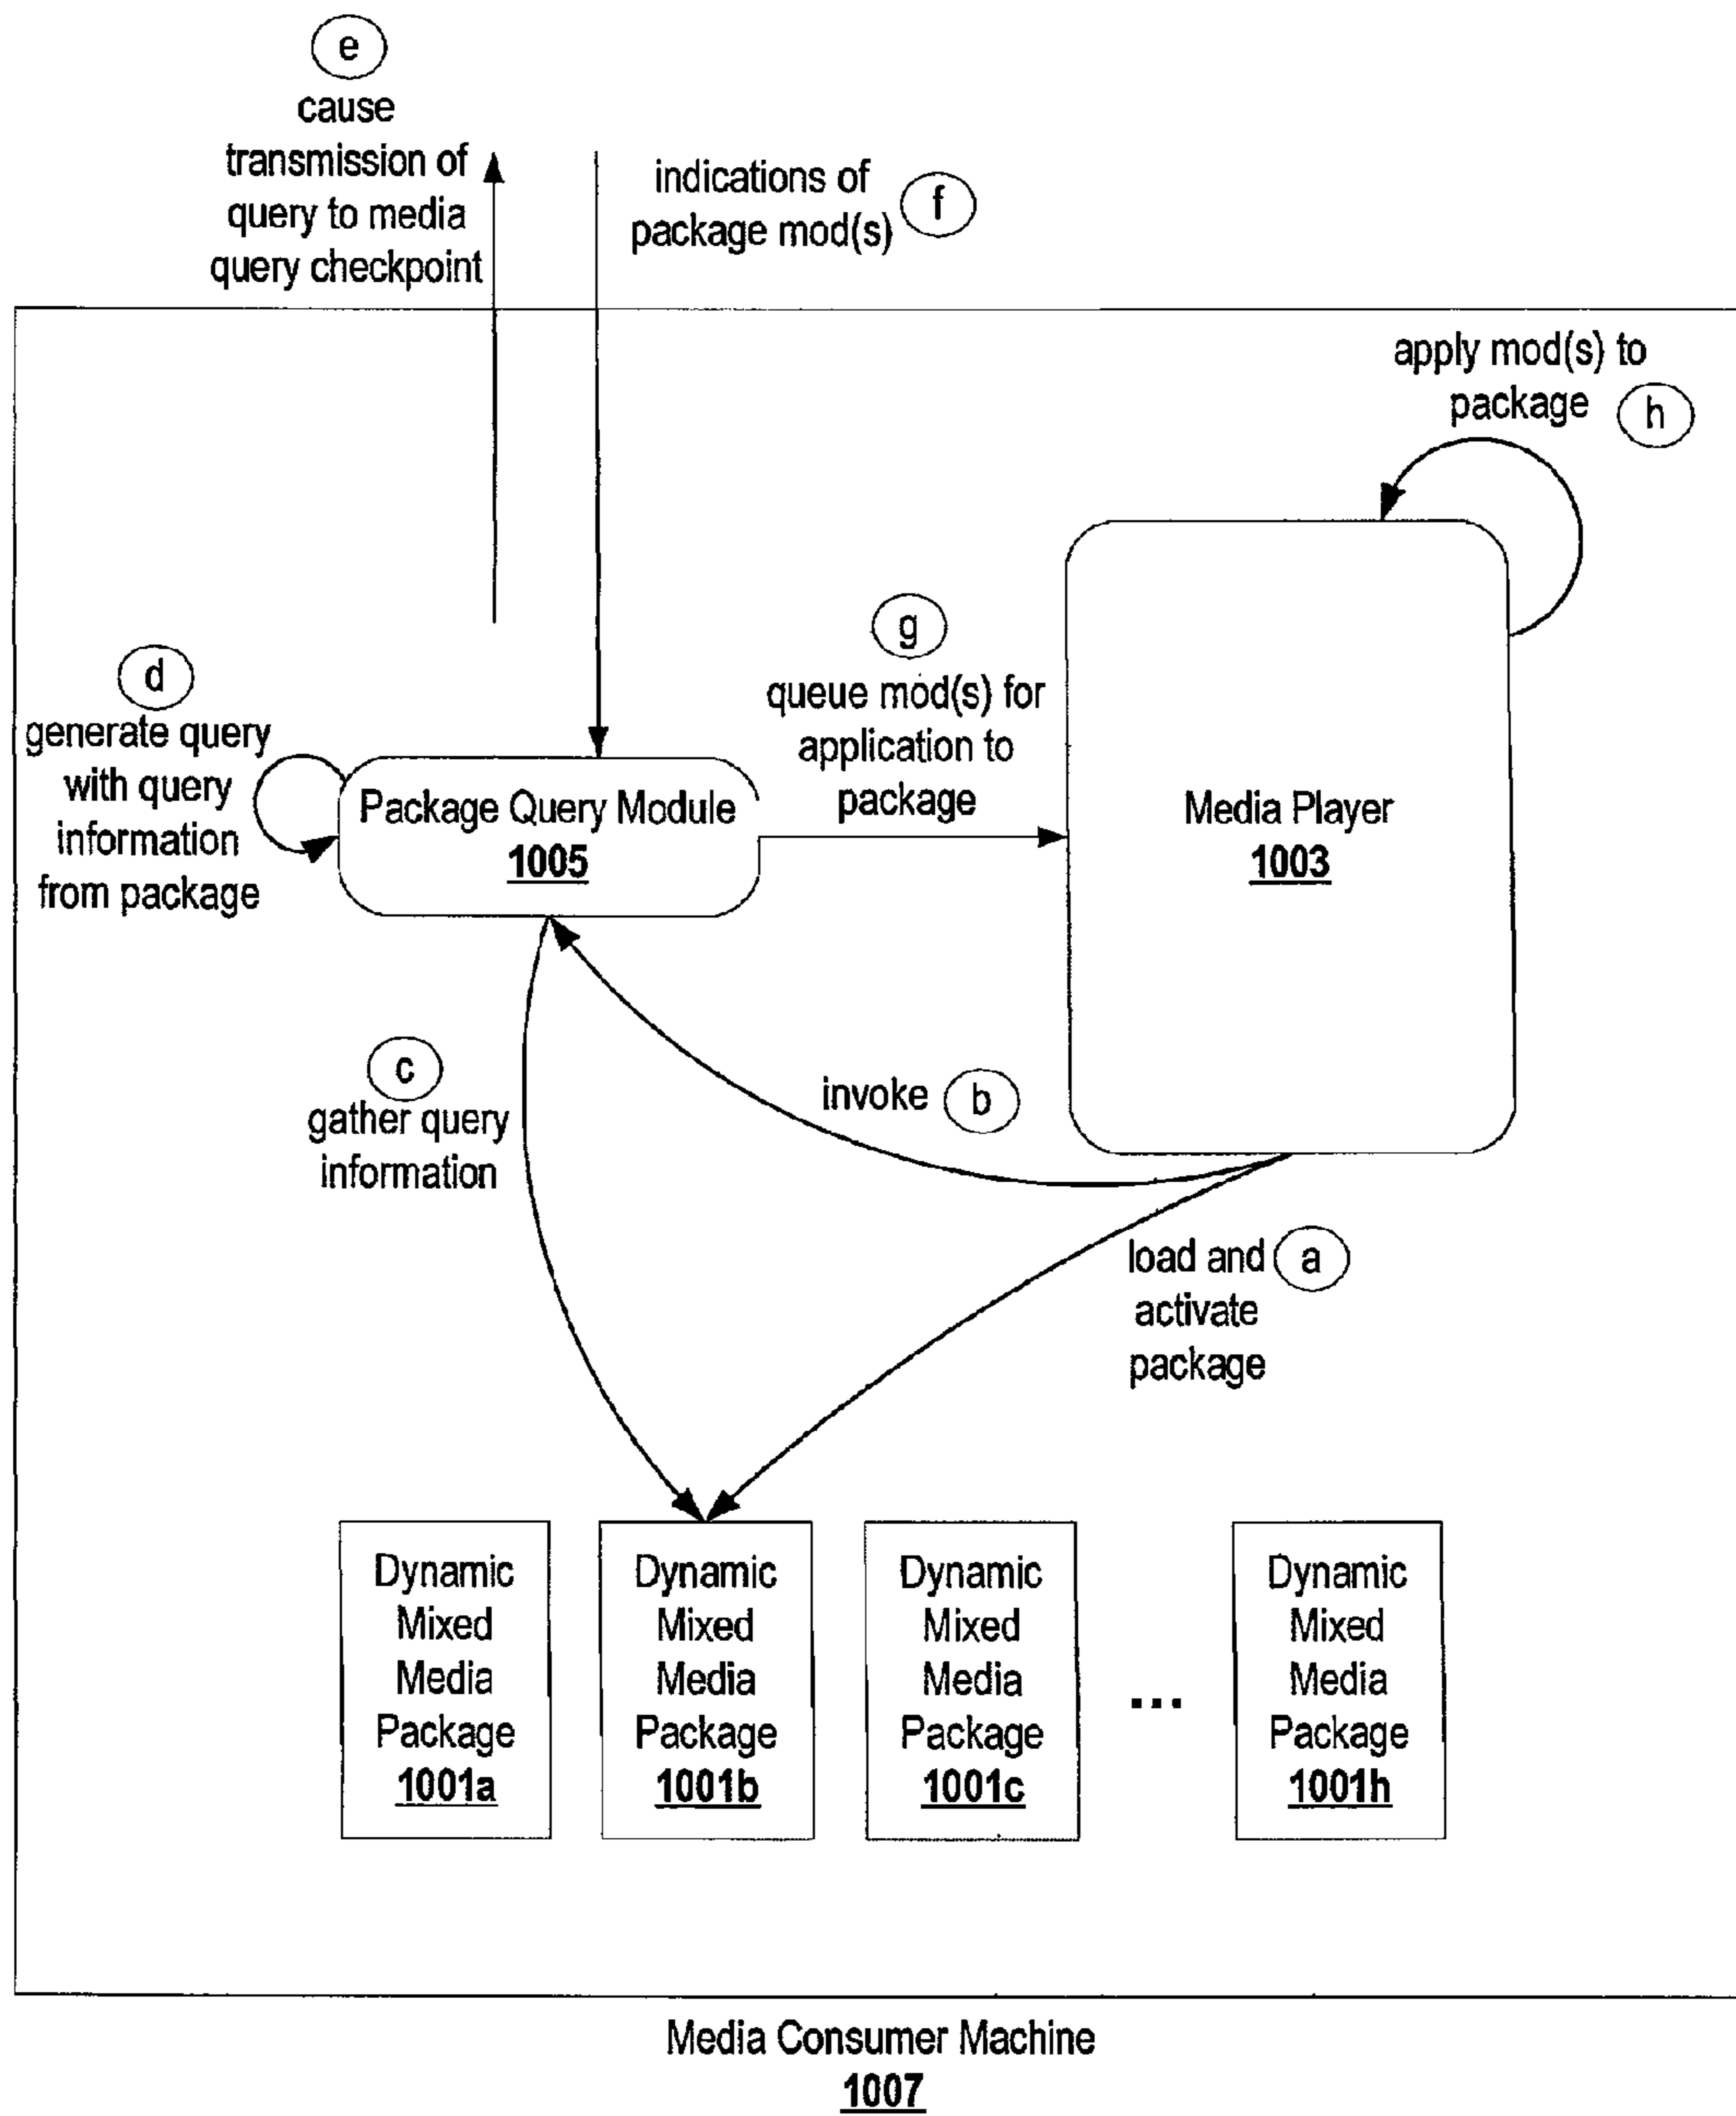 e
cause
transmission of
query to media
query checkpoint
indications of
package mod(s)
f
apply mod(s) to
package
h
g
queue mod(s) for
application to
package
d
generate query
with query
information
from package
Package Query Module
1005
Media Player
1003
c
gather query
information
invoke
b
load and
a
activate
package
Dynamic
Mixed
Media
Package
1001a
Dynamic
Mixed
Media
Package
1001b
Dynamic
Mixed
Media
Package
1001c
...
Dynamic
Mixed
Media
Package
1001h
Media Consumer Machine
1007